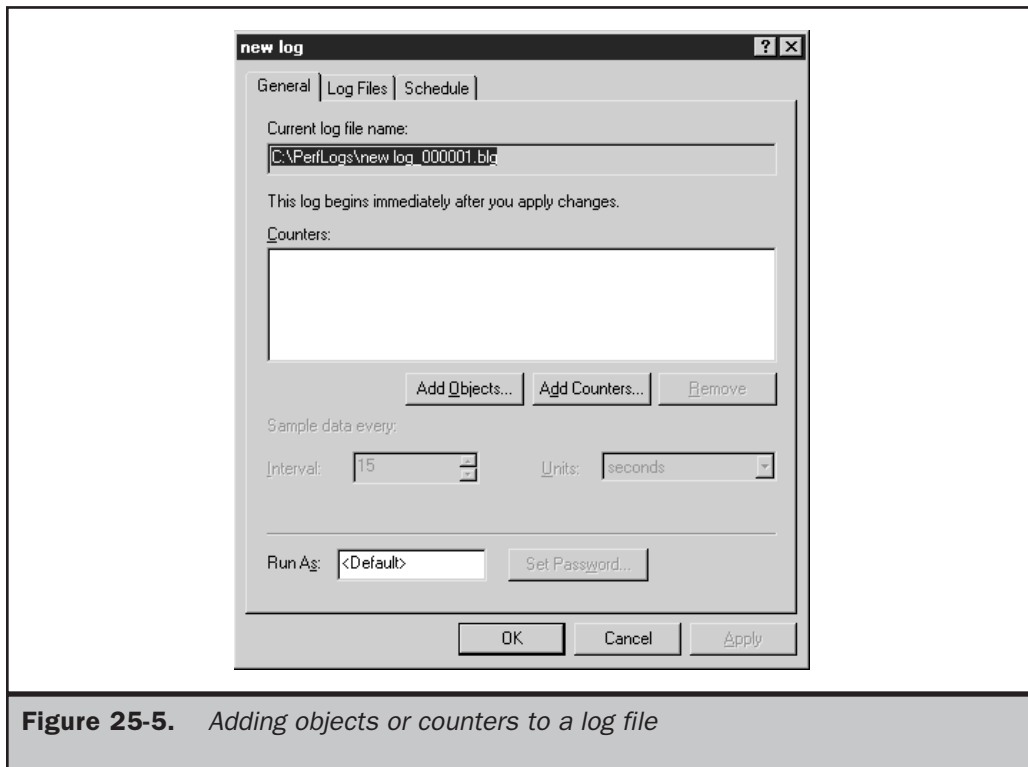 new log
General Log Files Schedule
Current log file name:
C:\PerfLogs\new log_000001.blg
This log begins immediately after you apply changes.
Counters:
Add Objects... Add Counters... Remove
Sample data every:
Interval: 15 Units: seconds
Run As: <Default> Set Password...
OK Cancel Apply
Figure 25-5. Adding objects or counters to a log file